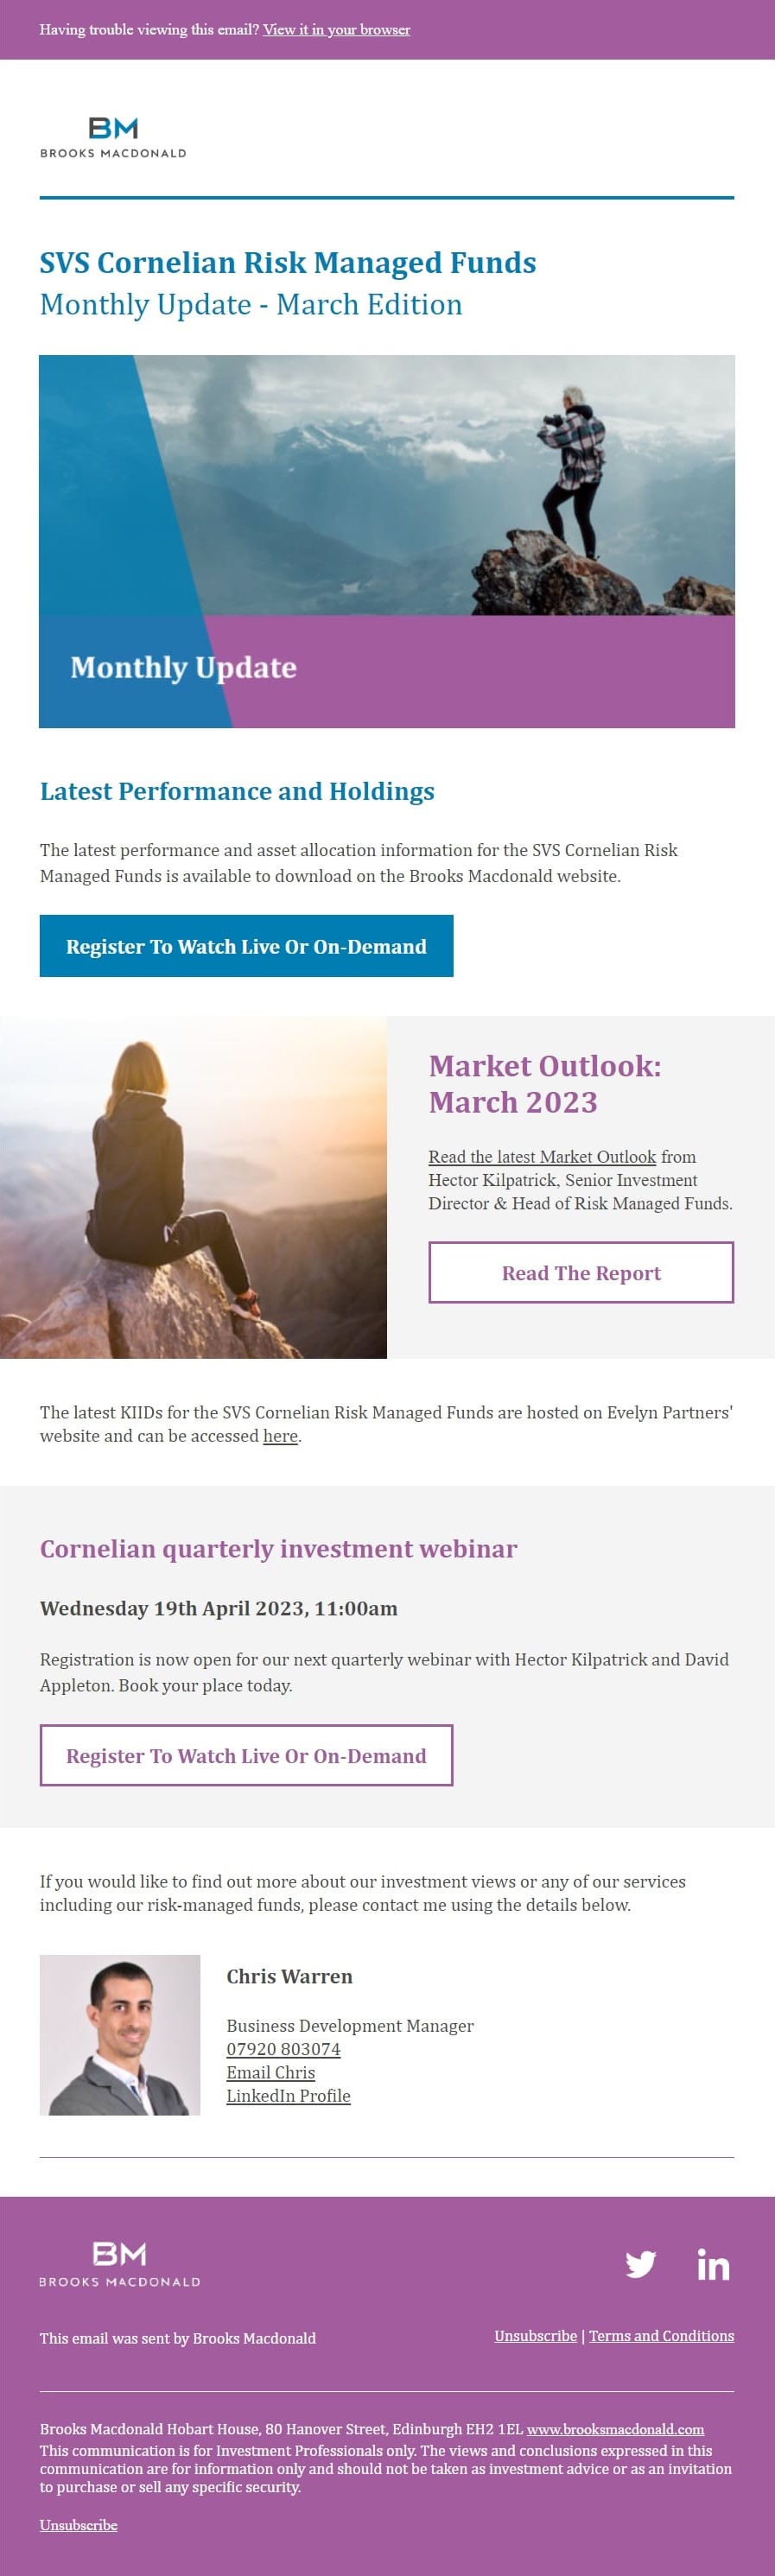 Having trouble viewing this email? View it in your browser
BM
BROOKS MACDONALD
SVS Cornelian Risk Managed Funds
Monthly Update - March Edition
Monthly Update
Latest Performance and Holdings
The latest performance and asset allocation information for the SVS Cornelian Risk
Managed Funds is available to download on the Brooks Macdonald website.
Register To Watch Live Or On-Demand
Market Outlook:
March 2023
Read the latest Market Outlook from
Hector Kilpatrick, Senior Investment
Director & Head of Risk Managed Funds.
Read The Report
The latest KIIDs for the SVS Cornelian Risk Managed Funds are hosted on Evelyn Partners'
website and can be accessed here.
Cornelian quarterly investment webinar
Wednesday 19th April 2023, 11:00am
Registration is now open for our next quarterly webinar with Hector Kilpatrick and David
Appleton. Book your place today.
Register To Watch Live Or On-Demand
If you would like to find out more about our investment views or any of our services
including our risk-managed funds, please contact me using the details below.
Chris Warren
Business Development Manager
07920 803074
Email Chris
LinkedIn Profile
BM
BROOKS MACDONALD
in
This email was sent by Brooks Macdonald
Unsubscribe | Terms and Conditions
Brooks Macdonald Hobart House, 80 Hanover Street, Edinburgh EH2 1EL www.brooksmacdonald.com
This communication is for Investment Professionals only. The views and conclusions expressed in this
communication are for information only and should not be taken as investment advice or as an invitation
to purchase or sell any specific security.
Unsubscribe